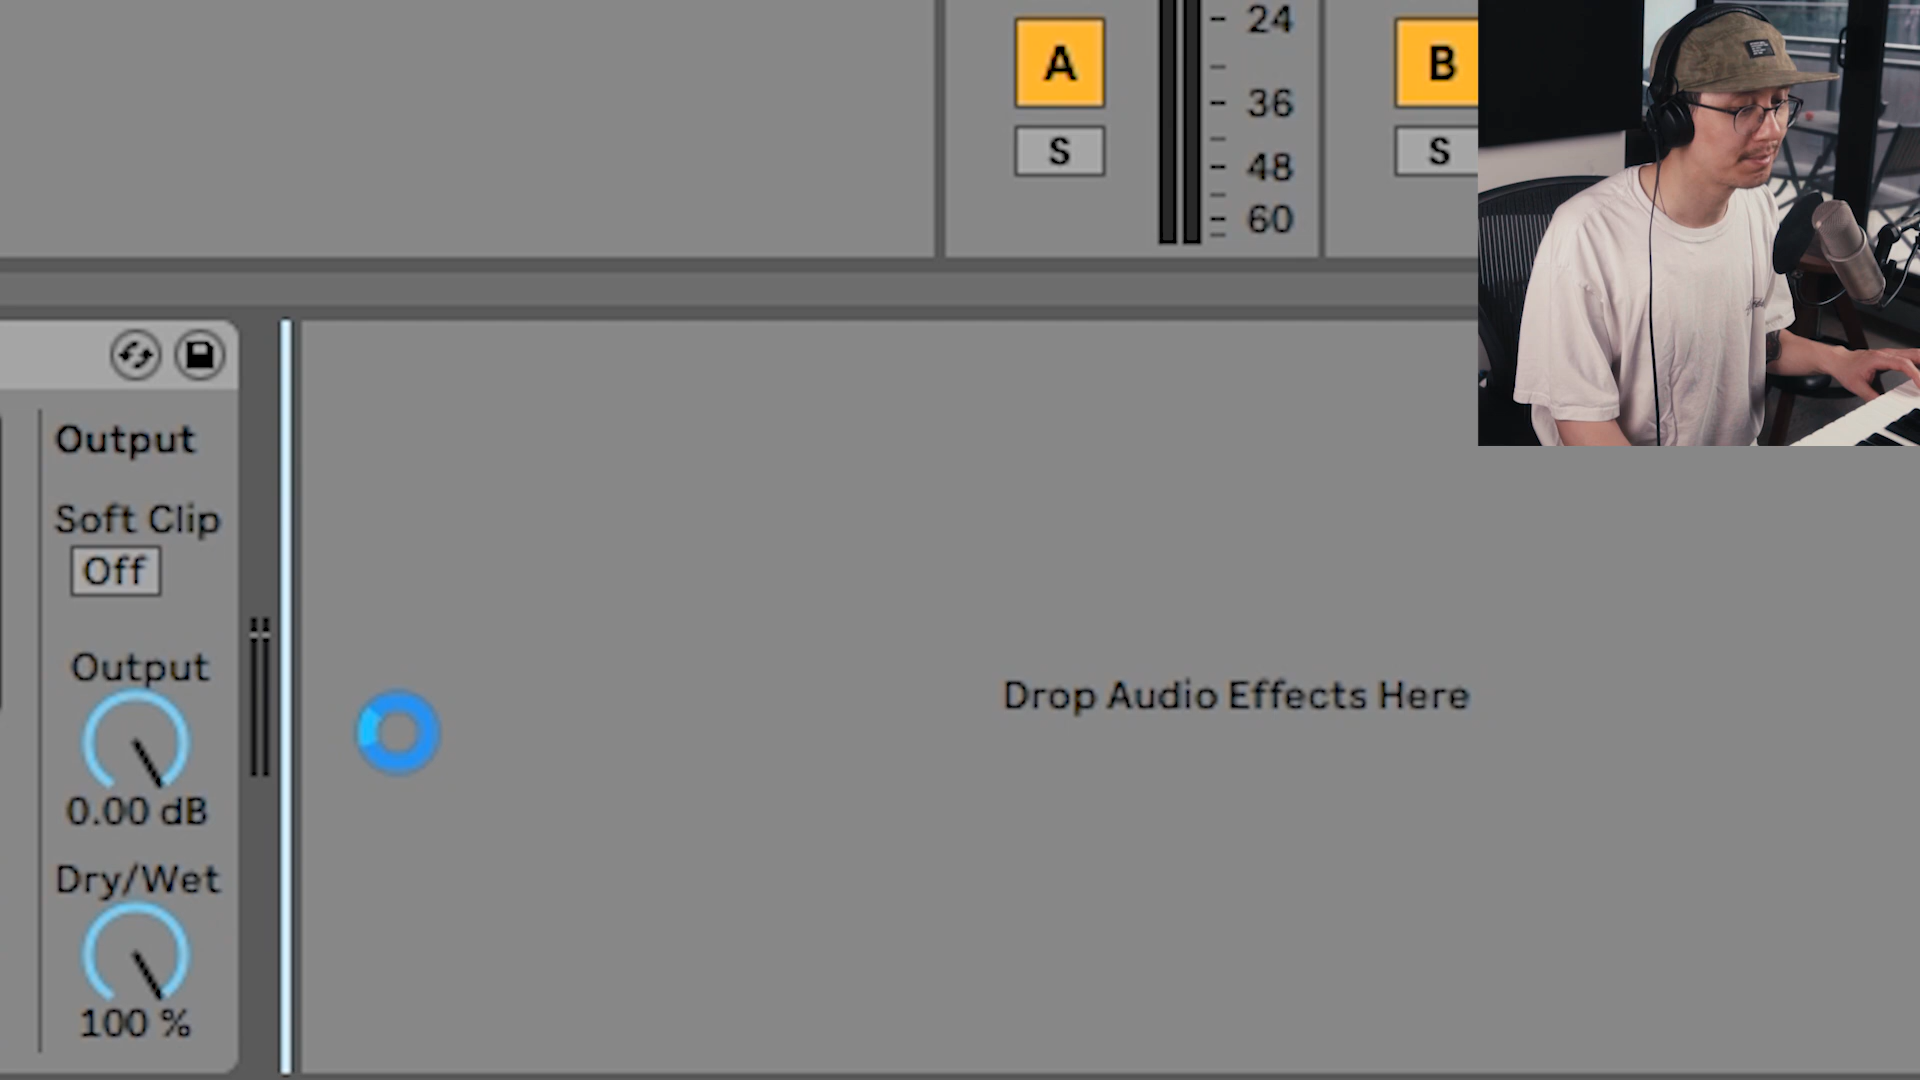 24
A
B
36
S
S
48
60
Output
Soft Clip
Off
Output
0.00 dB
Drop Audio Effects Here
Dry/Wet
100 %